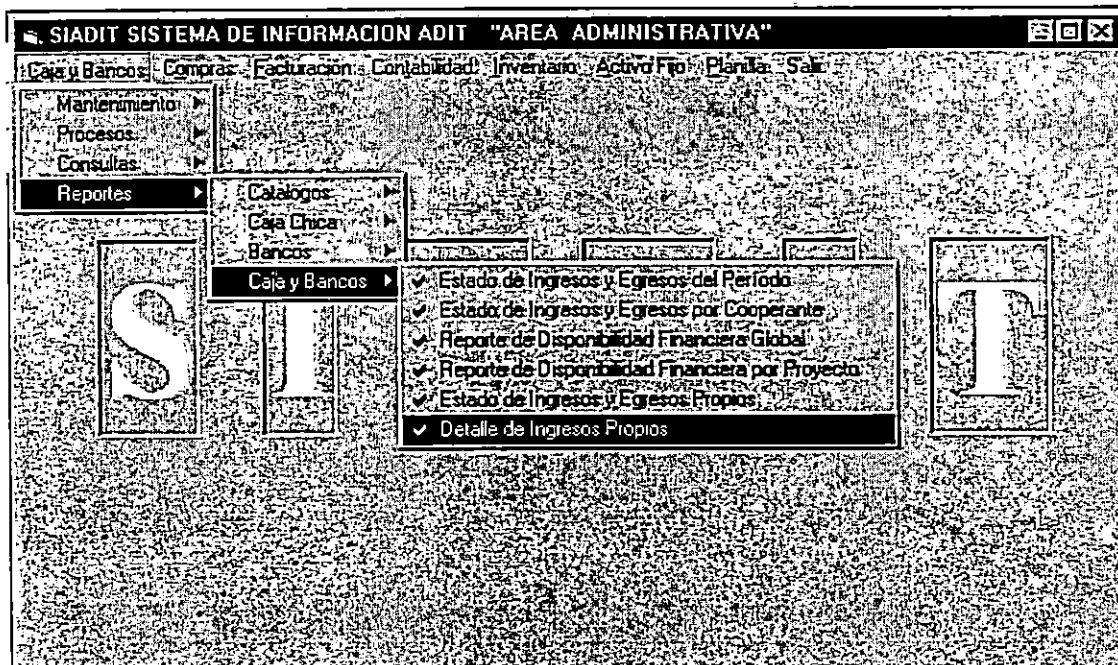 SIADIT SISTEMA DE INFORMACION ADIT "AREA ADMINISTRATIVA"
Caja y Bancos Compras Facturacion Contabilidad Inventario Activo Fijo Planilla Salir
Mantenimiento
Procesos
Consultas
Reportes
Catalogos
Caja Chica
Bancos
Caja y Bancos
Estado de Ingresos y Egresos del Período
Estado de Ingresos y Egresos por Cooperante
Reporte de Disponibilidad Financiera Global
Reporte de Disponibilidad Financiera por Proyecto
Estado de Ingresos y Egresos Propios
Detalle de Ingresos Propios
S I T